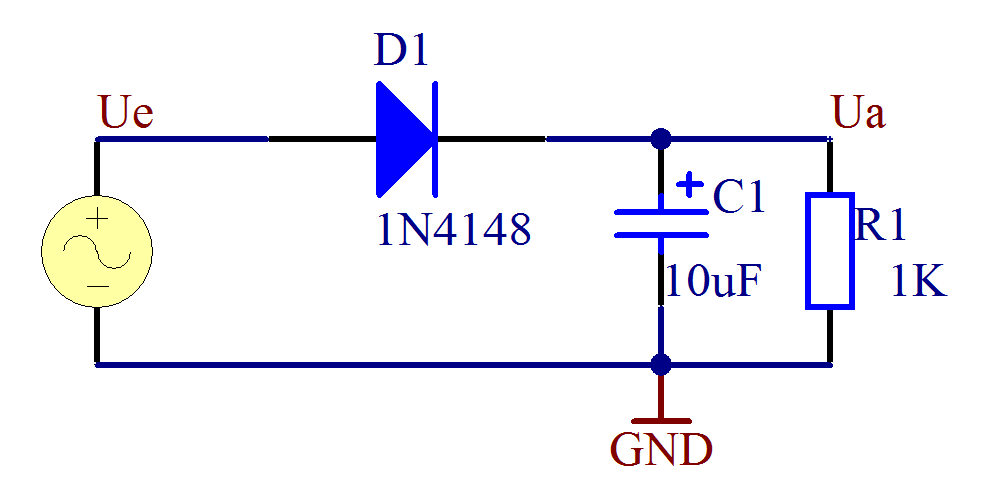 D1
Ue
Ua
+
C1
1N4148
R1
10uF
1K
GND